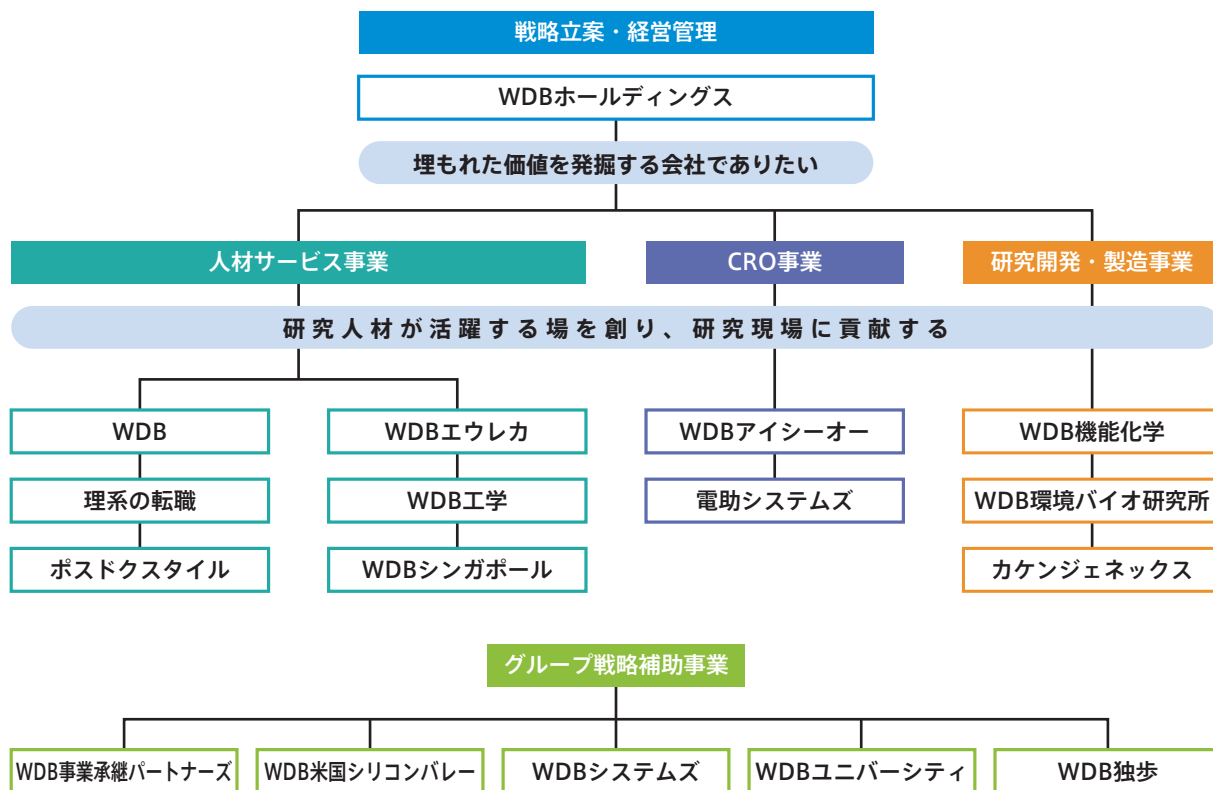 戦略立案・経営管理
WDBホールディングス
埋もれた価値を発掘する会社でありたい
人材サービス事業
CRO事業
研究開発・製造事業
研究人材が活躍する場を創り、研究現場に貢献する
WDB
WDBエウレカ
WDBアイシーオー
WDB機能化学
理系の転職
WDB工学
電助システムズ
WDB環境バイオ研究所
ポスドクスタイル
WDBシンガポール
カケンジェネックス
グループ戦略補助事業
WDB事業承継パートナーズ
WDB米国シリコンバレー
WDBシステムズ
WDBユニバーシティ
WDB独歩